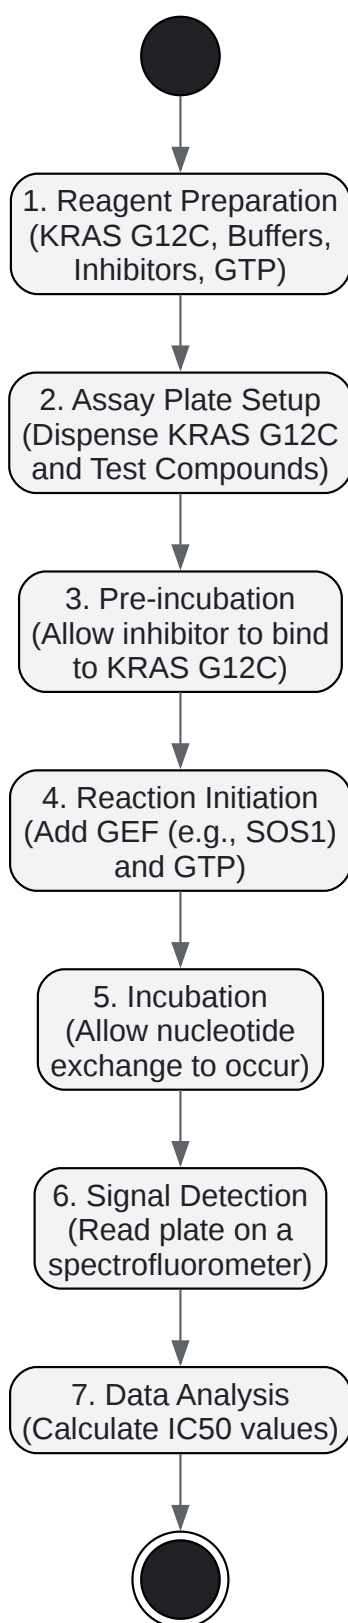 1. Reagent Preparation
(KRAS G12C, Buffers,
Inhibitors, GTP)
2. Assay Plate Setup
(Dispense KRAS G12C
and Test Compounds)
3. Pre-incubation
(Allow inhibitor to bind
to KRAS G12C)
4. Reaction Initiation
(Add GEF (e.g., SOS1)
and GTP)
5. Incubation
(Allow nucleotide
exchange to occur)
6. Signal Detection
(Read plate on a
spectrofluorometer)
7. Data Analysis
(Calculate IC50 values)